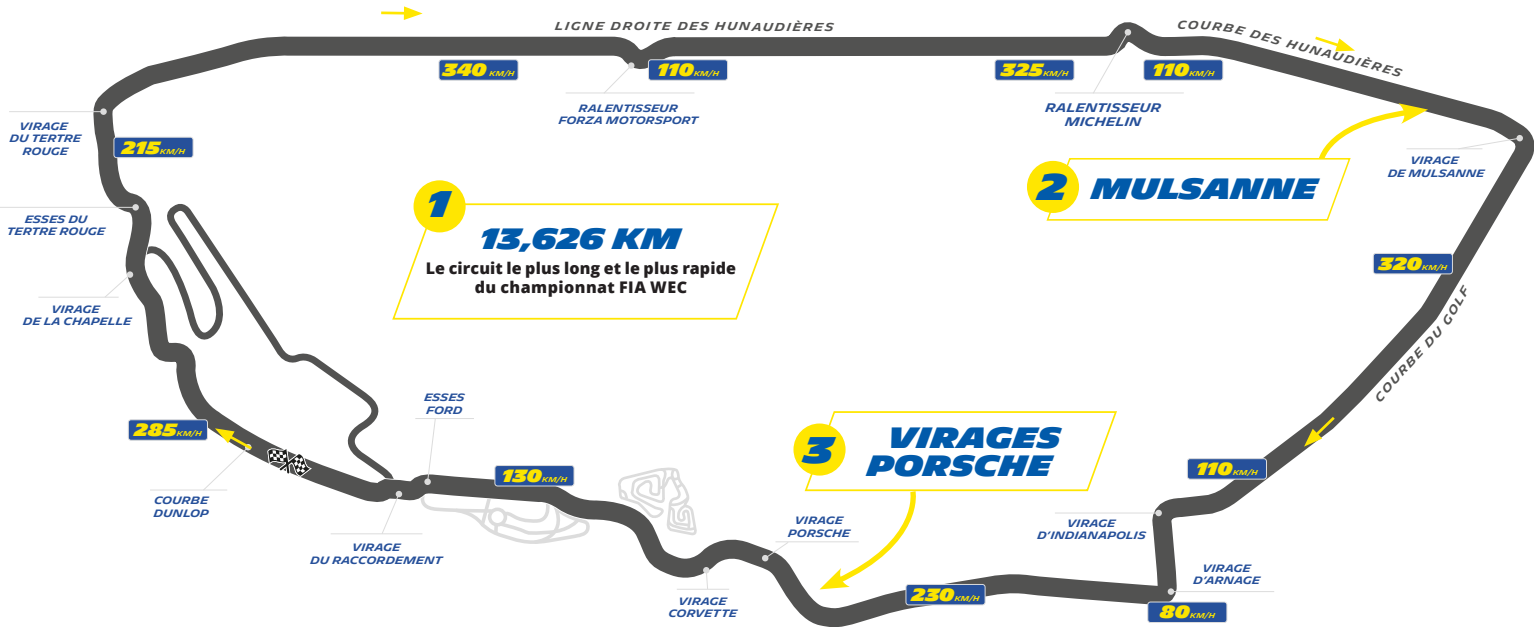 LIGNE DROITE DES HUNAUDIÈRES
COURBE DES HUNAUDIÈRES
340 KM/H
110 KM/H
325 KM/H
110 KM/H
RALENTISSEUR
FORZA MOTORSPORT
RALENTISSEUR
MICHELIN
VIRAGE
DU TERTRE
ROUGE
215 KM/H
VIRAGE
DE MULSANNE
2 MULSANNE
1
13,626 KM
Le circuit le plus long et le plus rapide
du championnat FIA WEC
ESSES DU
TERTRE ROUGE
320 KM/H
VIRAGE
DE LA CHAPELLE
COURBE DU GOLF
ESSES
FORD
285 KM/H
3
VIRAGES
PORSCHE
130 KM/H
110 KM/H
COURBE
DUNLOP
VIRAGE
PORSCHE
VIRAGE
D'INDIANAPOLIS
VIRAGE
DU RACCORDEMENT
VIRAGE
D'ARNAGE
VIRAGE
CORVETTE
230 KM/H
80 KM/H